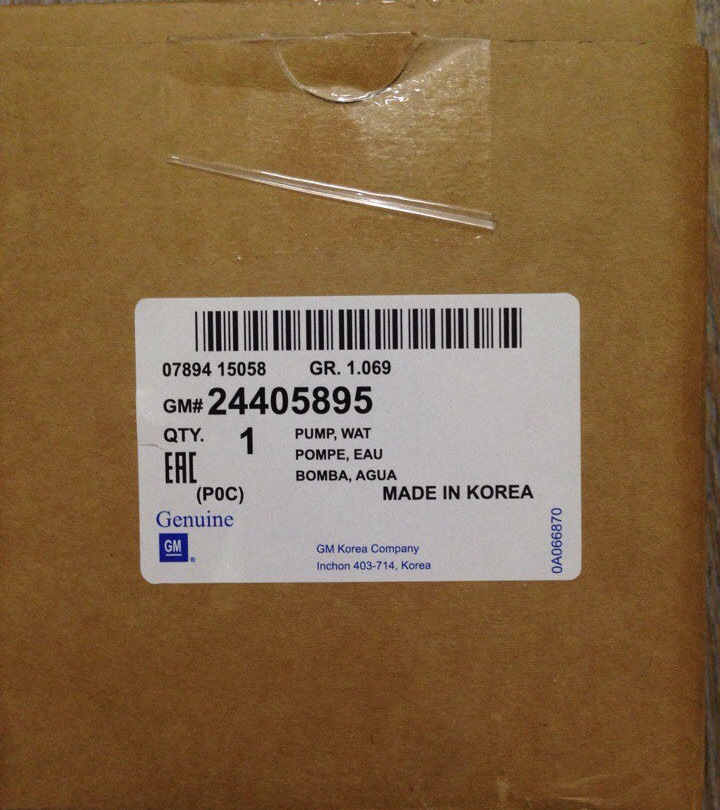 07894 15058 GR. 1.069
GM# 24405895
QTY. 1 PUMP, WAT
POMPE, EAU
BOMBA, AGUA
EAC
(P0C) MADE IN KOREA
Genuine
GM ®
GM Korea Company
Inchon 403-714, Korea
0A066870